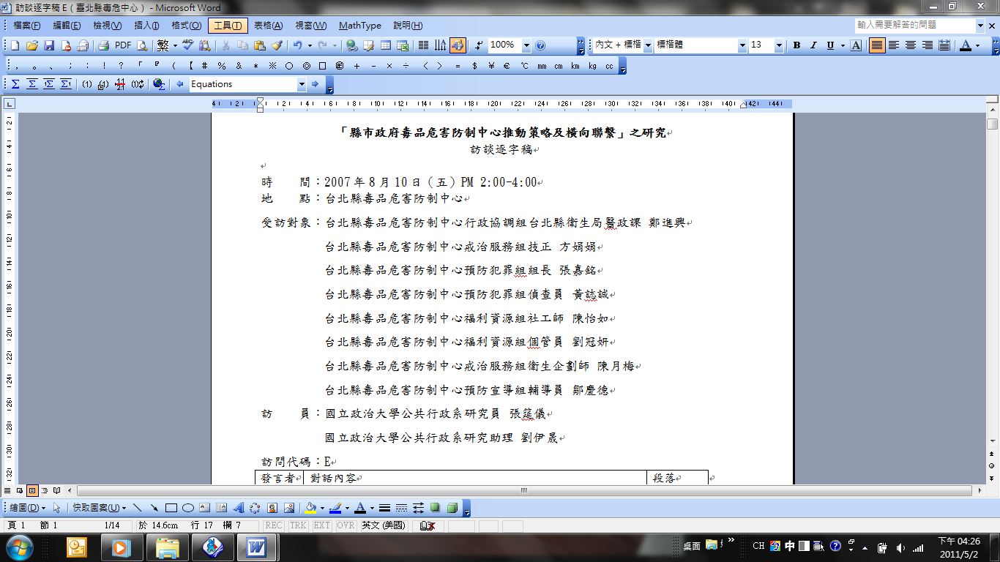 訪談逐字稿 E（臺北縣毒危中心） - Microsoft Word
檔案(F) 編輯(E) 檢視(V) 插入(I) 格式(O) 工具(T) 表格(A) 視窗(W) MathType 說明(H) 輸入需要解答的問題
PDF 繁 100% 內文 + 標楷 標楷體 13 B I U A A
， 。 、 ； ： ！ ？ 「 『 （ 【 # % & * ※ ○ ◎ □ + － × ÷ 〈 〉 = $ ¥ € ℃ mm cm km kg cc
Equations
「縣市政府毒品危害防制中心推動策略及橫向聯繫」之研究
訪談逐字稿
時 間：2007年8月10日（五）PM 2:00-4:00
地 點：台北縣毒品危害防制中心
受訪對象：台北縣毒品危害防制中心行政協調組台北縣衛生局醫政課 鄭進興
台北縣毒品危害防制中心戒治服務組技正 方娟娟
台北縣毒品危害防制中心預防犯罪組組長 張嘉銘
台北縣毒品危害防制中心預防犯罪組偵查員 黃誌誠
台北縣毒品危害防制中心福利資源組社工師 陳怡如
台北縣毒品危害防制中心福利資源組個管員 劉冠妍
台北縣毒品危害防制中心戒治服務組衛生企劃師 陳月梅
台北縣毒品危害防制中心預防宣導組輔導員 鄒慶德
訪 員：國立政治大學公共行政系研究員 張筵儀
國立政治大學公共行政系研究助理 劉伊晟
訪問代碼：E
發言者 對話內容 段落
繪圖(D) 快取圖案(U)
頁 1 節 1 1/14 於 14.6cm 行 17 欄 7 REC TRK EXT OVR 英文 (美國)
桌面 CH 中 下午 04:26
2011/5/2